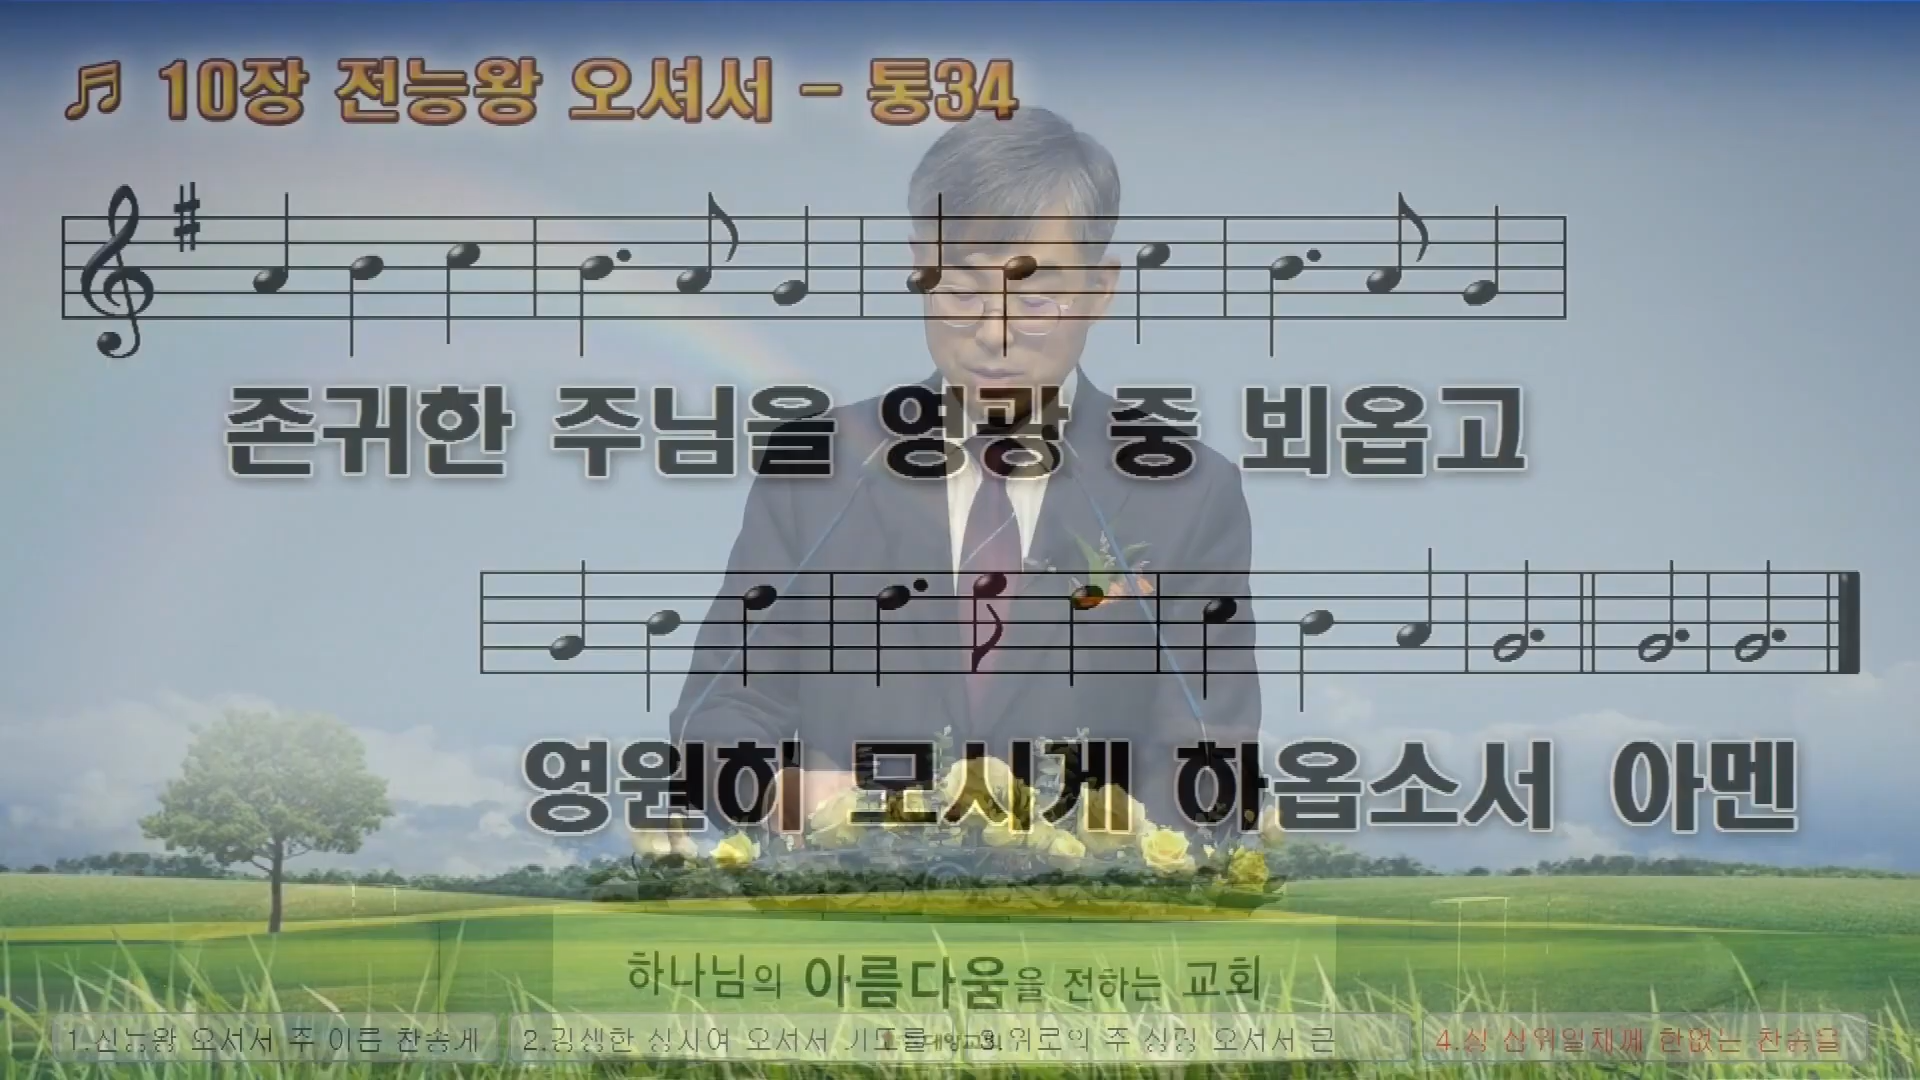 10장 전능왕 오셔서 - 통34
존귀한 주님을 영광 중 뵈옵고
영원히 모시게 하옵소서 아멘
하나님의 아름다움을 전하는 교회
1.전능왕 오셔서 주 이름 찬송케
2.강생한 성자여 오셔서 기도를
3.위로의 주 성령 오셔서 큰
4.성 삼위일체께 한없는 찬송을